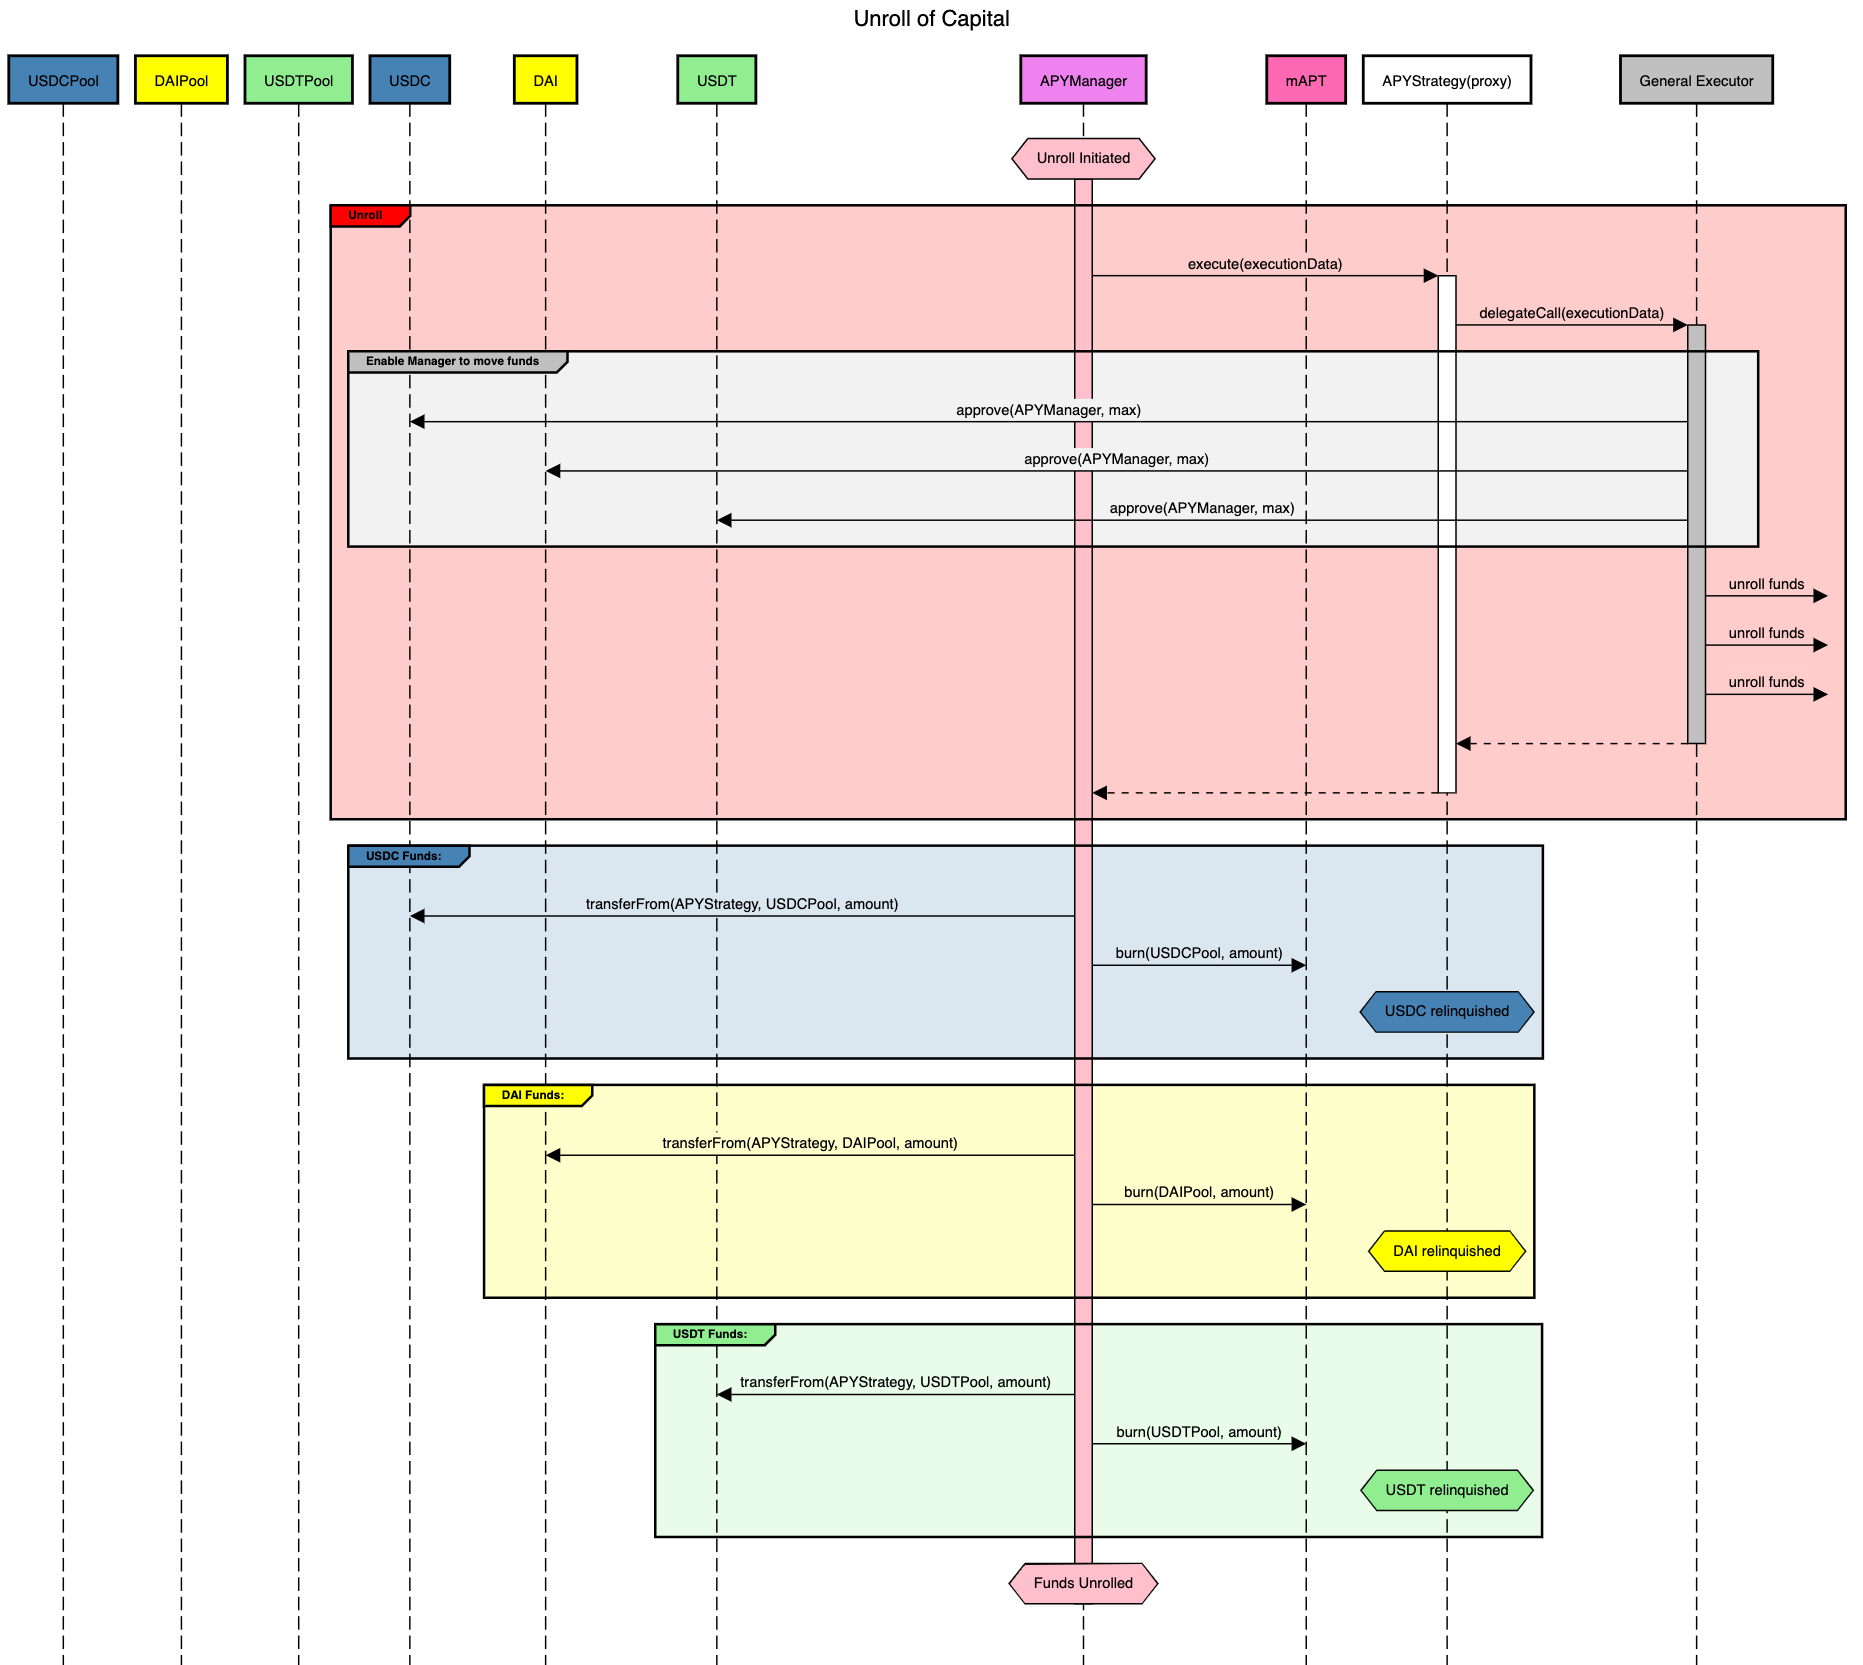 Unroll of Capital
USDCPool
DAIPool
USDTPool
USDC
DAI
USDT
APYManager
mAPT
APYStrategy(proxy)
General Executor
Unroll Initiated
Unroll
execute(executionData)
delegateCall(executionData)
Enable Manager to move funds
approve(APYManager, max)
approve(APYManager, max)
approve(APYManager, max)
unroll funds
unroll funds
unroll funds
USDC Funds:
transferFrom(APYStrategy, USDCPool, amount)
burn(USDCPool, amount)
USDC relinquished
DAI Funds:
transferFrom(APYStrategy, DAIPool, amount)
burn(DAIPool, amount)
DAI relinquished
USDT Funds:
transferFrom(APYStrategy, USDTPool, amount)
burn(USDTPool, amount)
USDT relinquished
Funds Unrolled